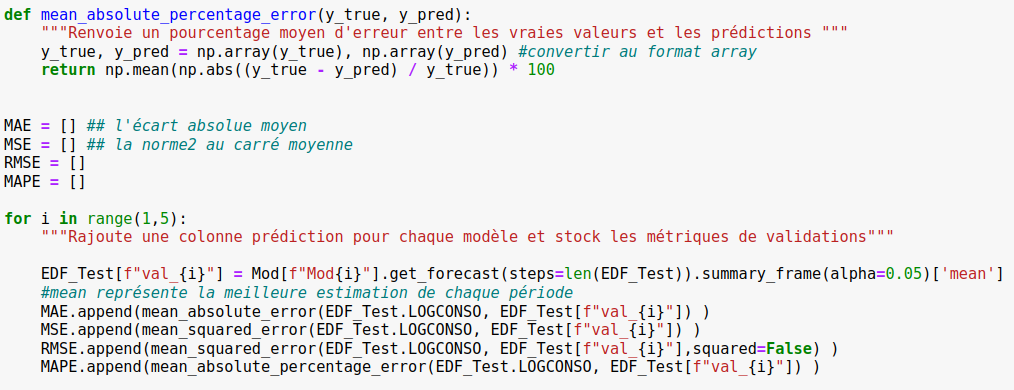 def mean_absolute_percentage_error(y_true, y_pred):
    """Renvoie un pourcentage moyen d'erreur entre les vraies valeurs et les prédictions """
    y_true, y_pred = np.array(y_true), np.array(y_pred) #convertir au format array
    return np.mean(np.abs((y_true - y_pred) / y_true)) * 100
MAE = [] ## l'écart absolue moyen
MSE = [] ## la norme2 au carré moyenne
RMSE = []
MAPE = []
for i in range(1,5):
    """Rajoute une colonne prédiction pour chaque modèle et stock les métriques de validations"""
    EDF_Test[f"val_{i}"] = Mod[f"Mod{i}"].get_forecast(steps=len(EDF_Test)).summary_frame(alpha=0.05)['mean']
    #mean représente la meilleure estimation de chaque période
    MAE.append(mean_absolute_error(EDF_Test.LOGCONSO, EDF_Test[f"val_{i}"]) )
    MSE.append(mean_squared_error(EDF_Test.LOGCONSO, EDF_Test[f"val_{i}"]) )
    RMSE.append(mean_squared_error(EDF_Test.LOGCONSO, EDF_Test[f"val_{i}"],squared=False) )
    MAPE.append(mean_absolute_percentage_error(EDF_Test.LOGCONSO, EDF_Test[f"val_{i}"]) )